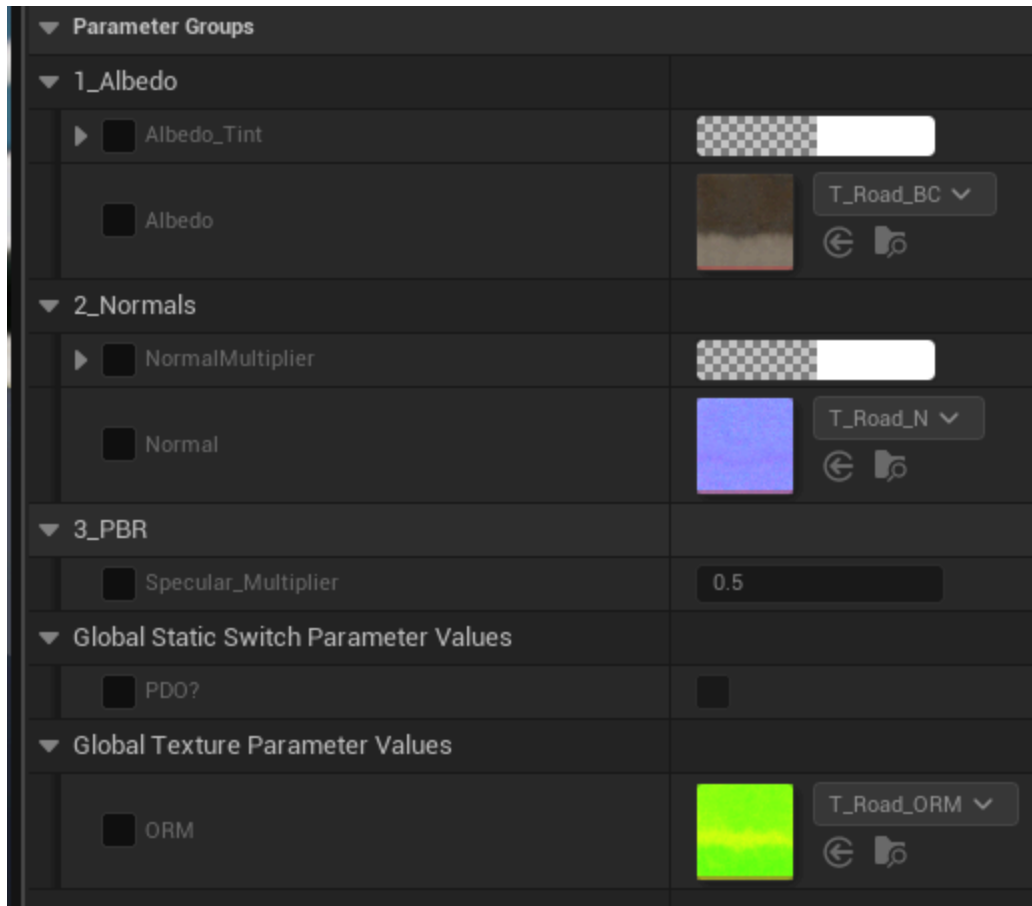 Parameter Groups
1_Albedo
Albedo_Tint
Albedo
T_Road_BC
2_Normals
NormalMultiplier
Normal
T_Road_N
3_PBR
Specular_Multiplier
0.5
Global Static Switch Parameter Values
PDO?
Global Texture Parameter Values
ORM
T_Road_ORM